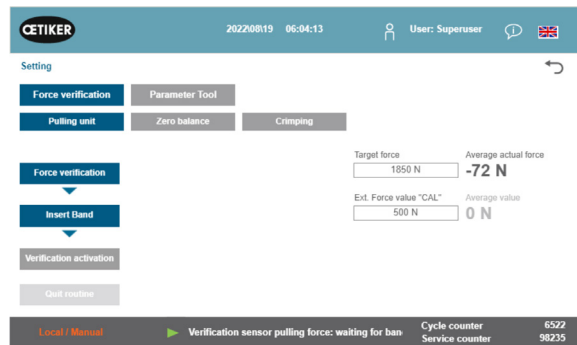 ŒTIKER
2022\08\19 06:04:13
User: Superuser
Setting
Force verification Parameter Tool
Pulling unit Zero balance Crimping
Target force Average actual force
1850 N -72 N
Force verification
Ext. Force value "CAL" Average value
500 N 0 N
Insert Band
Verification activation
Quit routine
Local / Manual
Verification sensor pulling force: waiting for ban
Cycle counter 6522
Service counter 98235